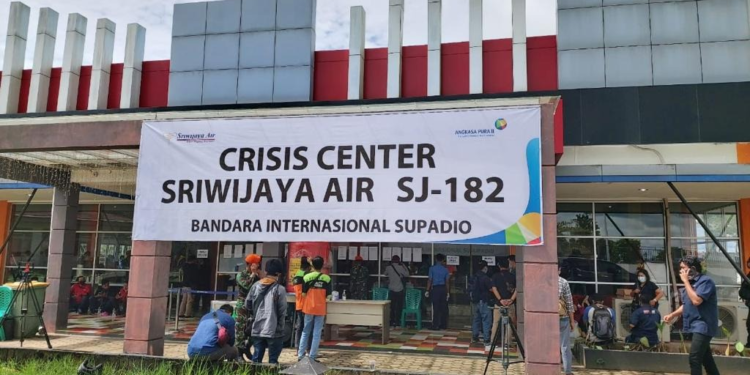 Sriwijaya Air
ANGKASA PURA II
CRISIS CENTER
SRIWIJAYA AIR SJ-182
BANDARA INTERNASIONAL SUPADIO